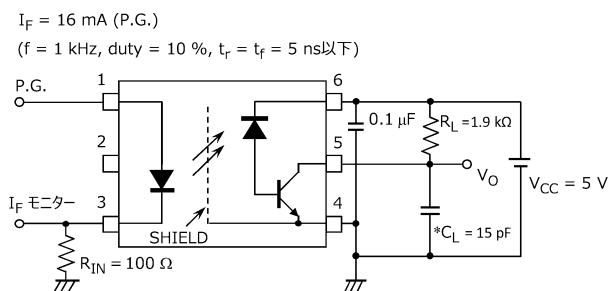 I_F = 16 mA (P.G.)
(f = 1 kHz, duty = 10 %, t_r = t_f = 5 ns以下)
P.G.
1
6
0.1 μF
R_L =1.9 kΩ
2
5
V_O
V_CC = 5 V
I_F モニター
3
4
SHIELD
*C_L = 15 pF
R_IN = 100 Ω